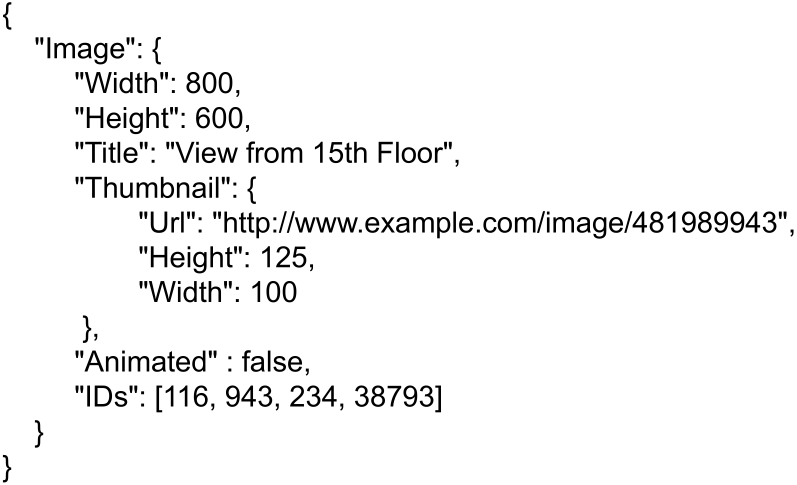 {
"Image": {
"Width": 800,
"Height": 600,
"Title": "View from 15th Floor",
"Thumbnail": {
"Url": "http://www.example.com/image/481989943",
"Height": 125,
"Width": 100
},
"Animated" : false,
"IDs": [116, 943, 234, 38793]
}
}